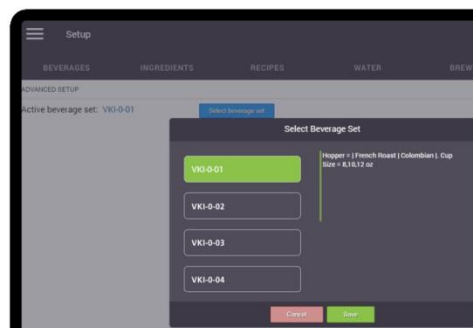 Setup
BEVERAGES INGREDIENTS RECIPES WATER BREW
ADVANCED SETUP
Active beverage set: VKI-0-01 Select beverage set
Select Beverage Set
VKI-0-01
Hopper = | French Roast | Colombian |. Cup
Size = 8,10,12 oz
VKI-0-02
VKI-0-03
VKI-0-04
Cancel Save